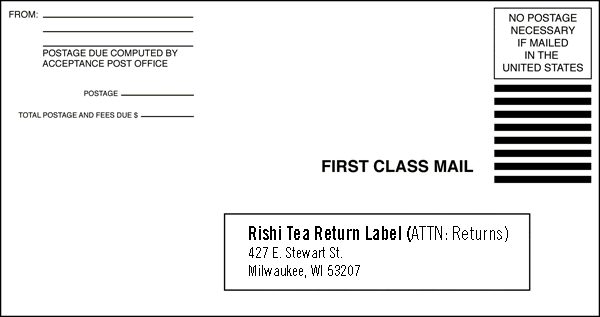 FROM:
POSTAGE DUE COMPUTED BY
ACCEPTANCE POST OFFICE
POSTAGE
TOTAL POSTAGE AND FEES DUE $
NO POSTAGE
NECESSARY
IF MAILED
IN THE
UNITED STATES
FIRST CLASS MAIL
Rishi Tea Return Label (ATTN: Returns)
427 E. Stewart St.
Milwaukee, WI 53207